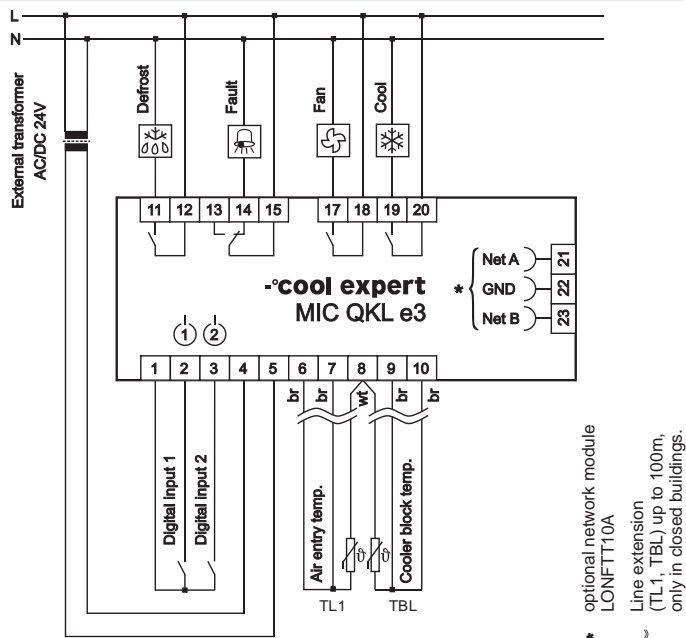 L
N
External transformer
AC/DC 24V
Defrost
Fault
Fan
Cool
11 12 13 14 15 17 18 19 20
-°cool expert
MIC QKL e3
* Net A 21
GND 22
Net B 23
1 2
1 2 3 4 5 6 7 8 9 10
br br wt br br
Digital input 1
Digital input 2
Air entry temp.
ϑ ϑ
Cooler block temp.
TL1 TBL
* optional network module
LONFTT10A
Line extension
(TL1, TBL) up to 100m,
only in closed buildings.